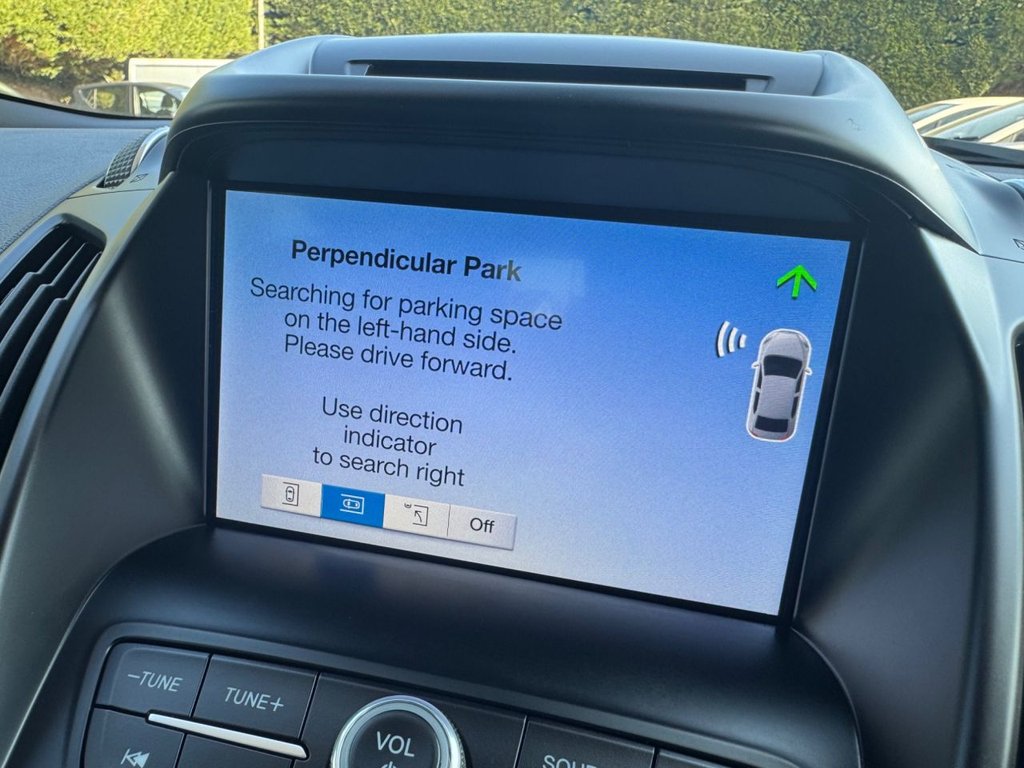 Perpendicular Park
Searching for parking space
on the left-hand side.
Please drive forward.
Use direction
indicator
to search right
Off
−TUNE
TUNE+
VOL